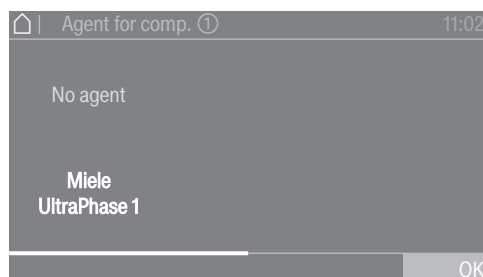 Agent for comp. ① 11:02
No agent
Miele
UltraPhase 1
OK